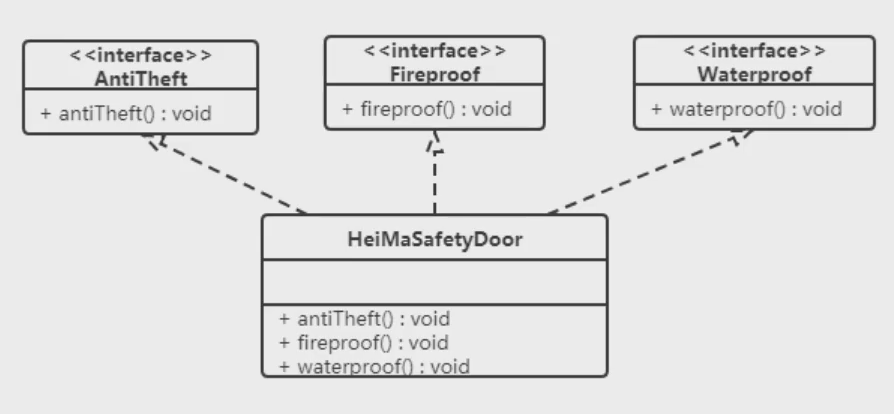 <<interface>>
AntiTheft
+ antiTheft() : void
<<interface>>
Fireproof
+ fireproof() : void
<<interface>>
Waterproof
+ waterproof() : void
HeiMaSafetyDoor
+ antiTheft() : void
+ fireproof() : void
+ waterproof() : void